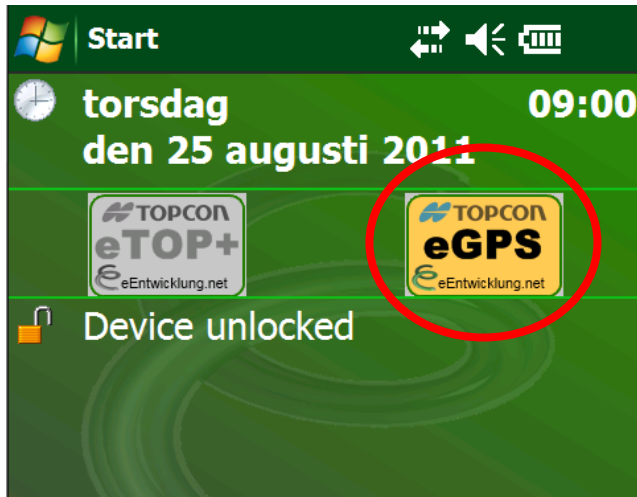 Start
torsdag 09:00
den 25 augusti 2011
TOPCON TOPCON
eTOP+ eGPS
eEntwicklung.net eEntwicklung.net
Device unlocked